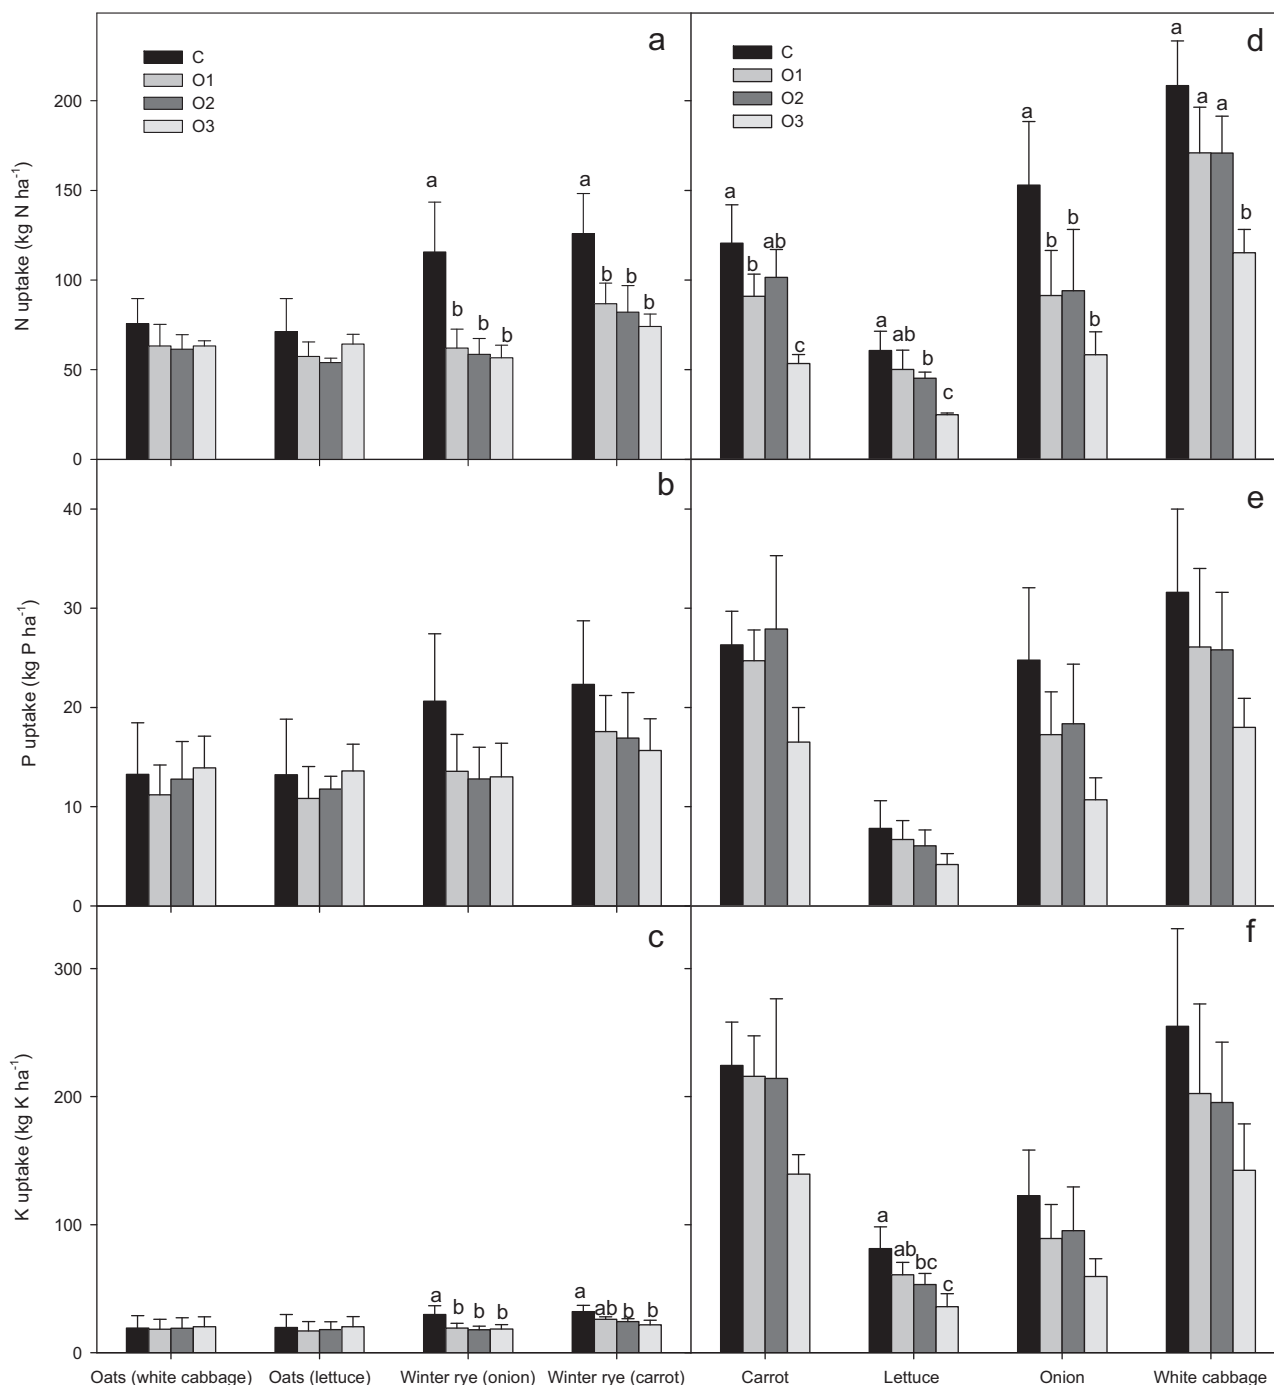 a
C
O1
O2
O3
200
150
100
50
0
N uptake (kg N ha⁻¹)
a
b
b
b
a
b
b
b
d
C
O1
O2
O3
a
b
ab
c
a
ab
b
c
a
b
b
b
a
a
a
b
b
40
30
20
10
0
P uptake (kg P ha⁻¹)
e
c
300
200
100
0
K uptake (kg K ha⁻¹)
a
b
b
b
a
ab
b
b
f
a
ab
bc
c
Oats (white cabbage) Oats (lettuce) Winter rye (onion) Winter rye (carrot) Carrot Lettuce Onion White cabbage